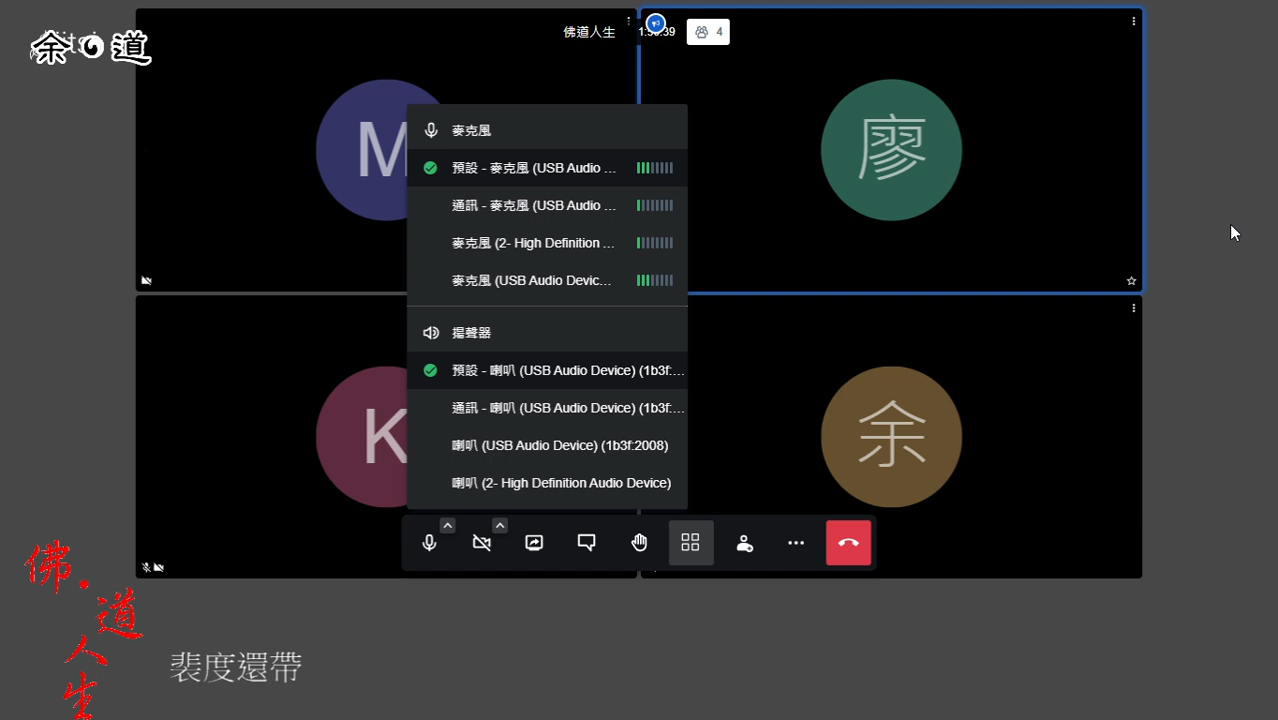 余 道
佛道人生
4
M
廖
麥克風
預設 - 麥克風 (USB Audio ...
通訊 - 麥克風 (USB Audio ...
麥克風 (2- High Definition ...
麥克風 (USB Audio Devic...
揚聲器
預設 - 喇叭 (USB Audio Device) (1b3f:...
通訊 - 喇叭 (USB Audio Device) (1b3f:...
喇叭 (USB Audio Device) (1b3f:2008)
喇叭 (2- High Definition Audio Device)
K
余
佛·道人生
裴度還帶